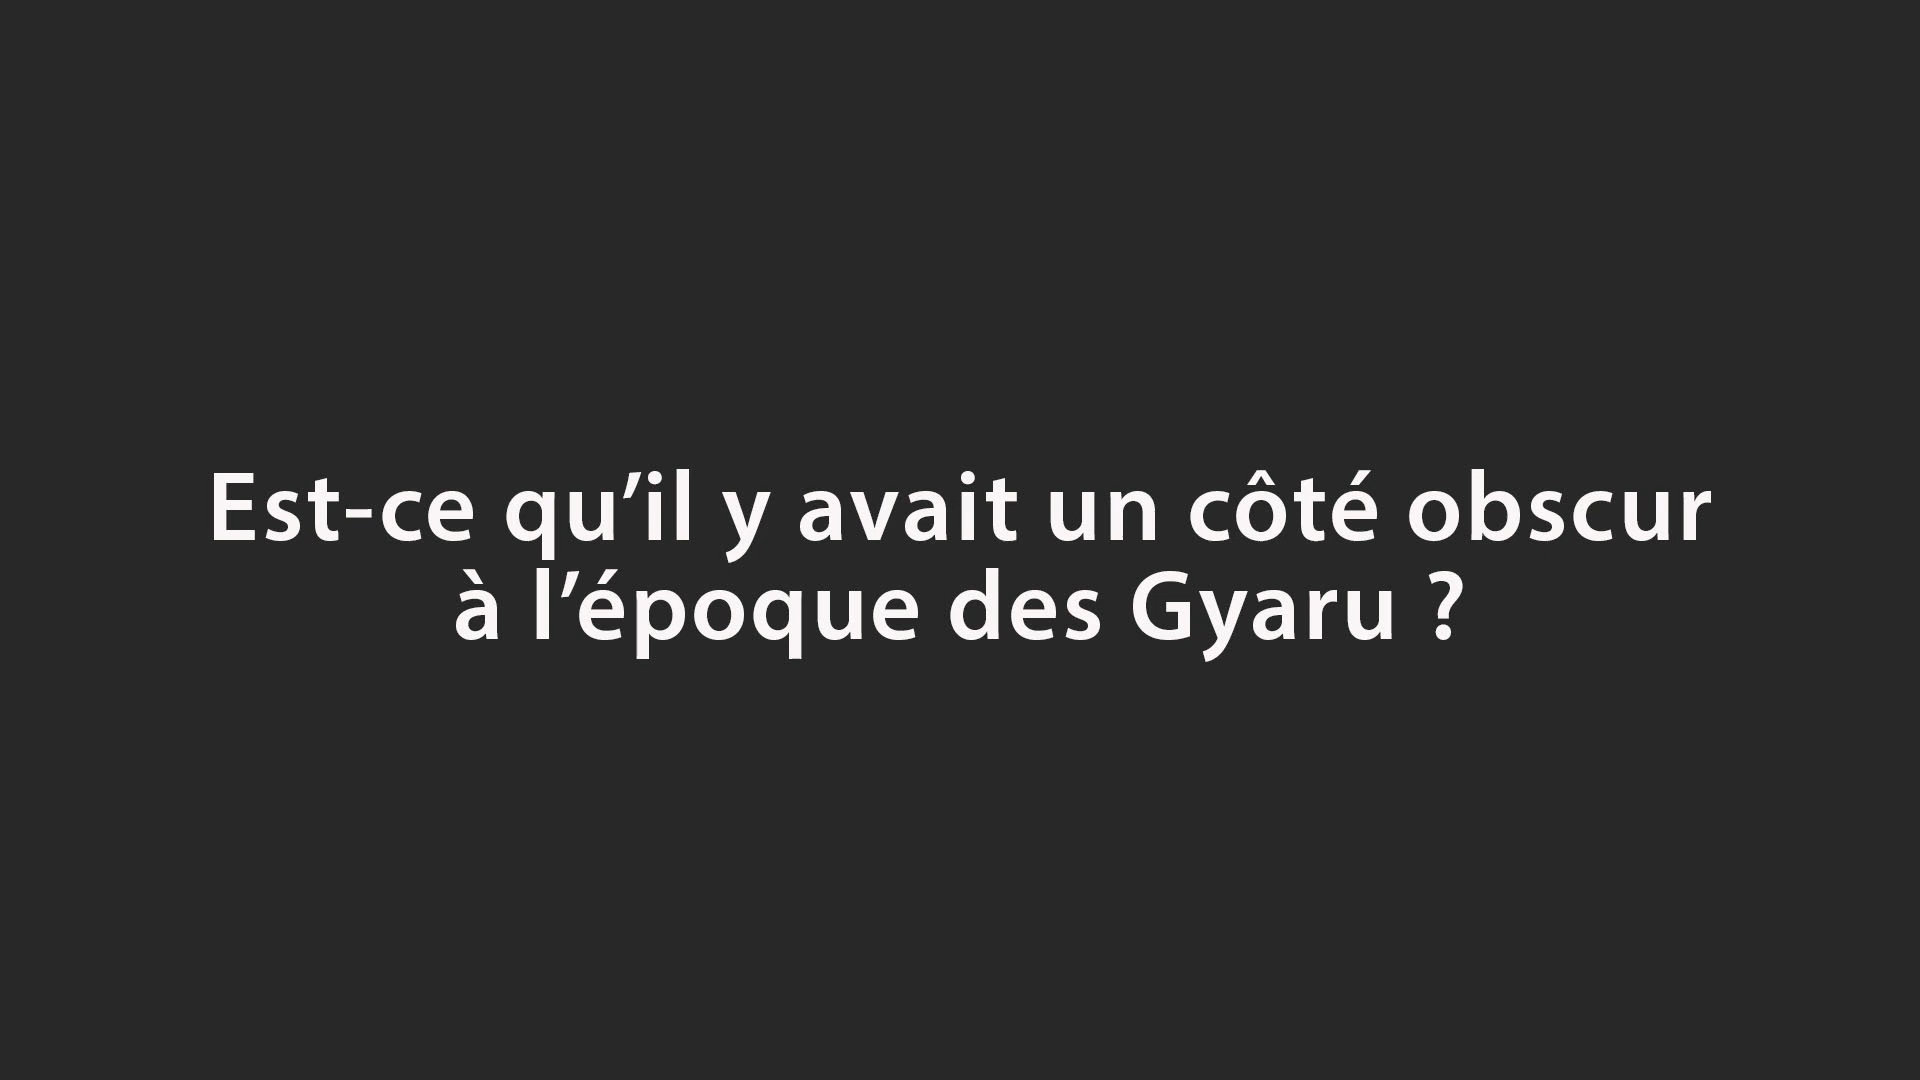 Est-ce qu’il y avait un côté obscur
à l’époque des Gyaru ?